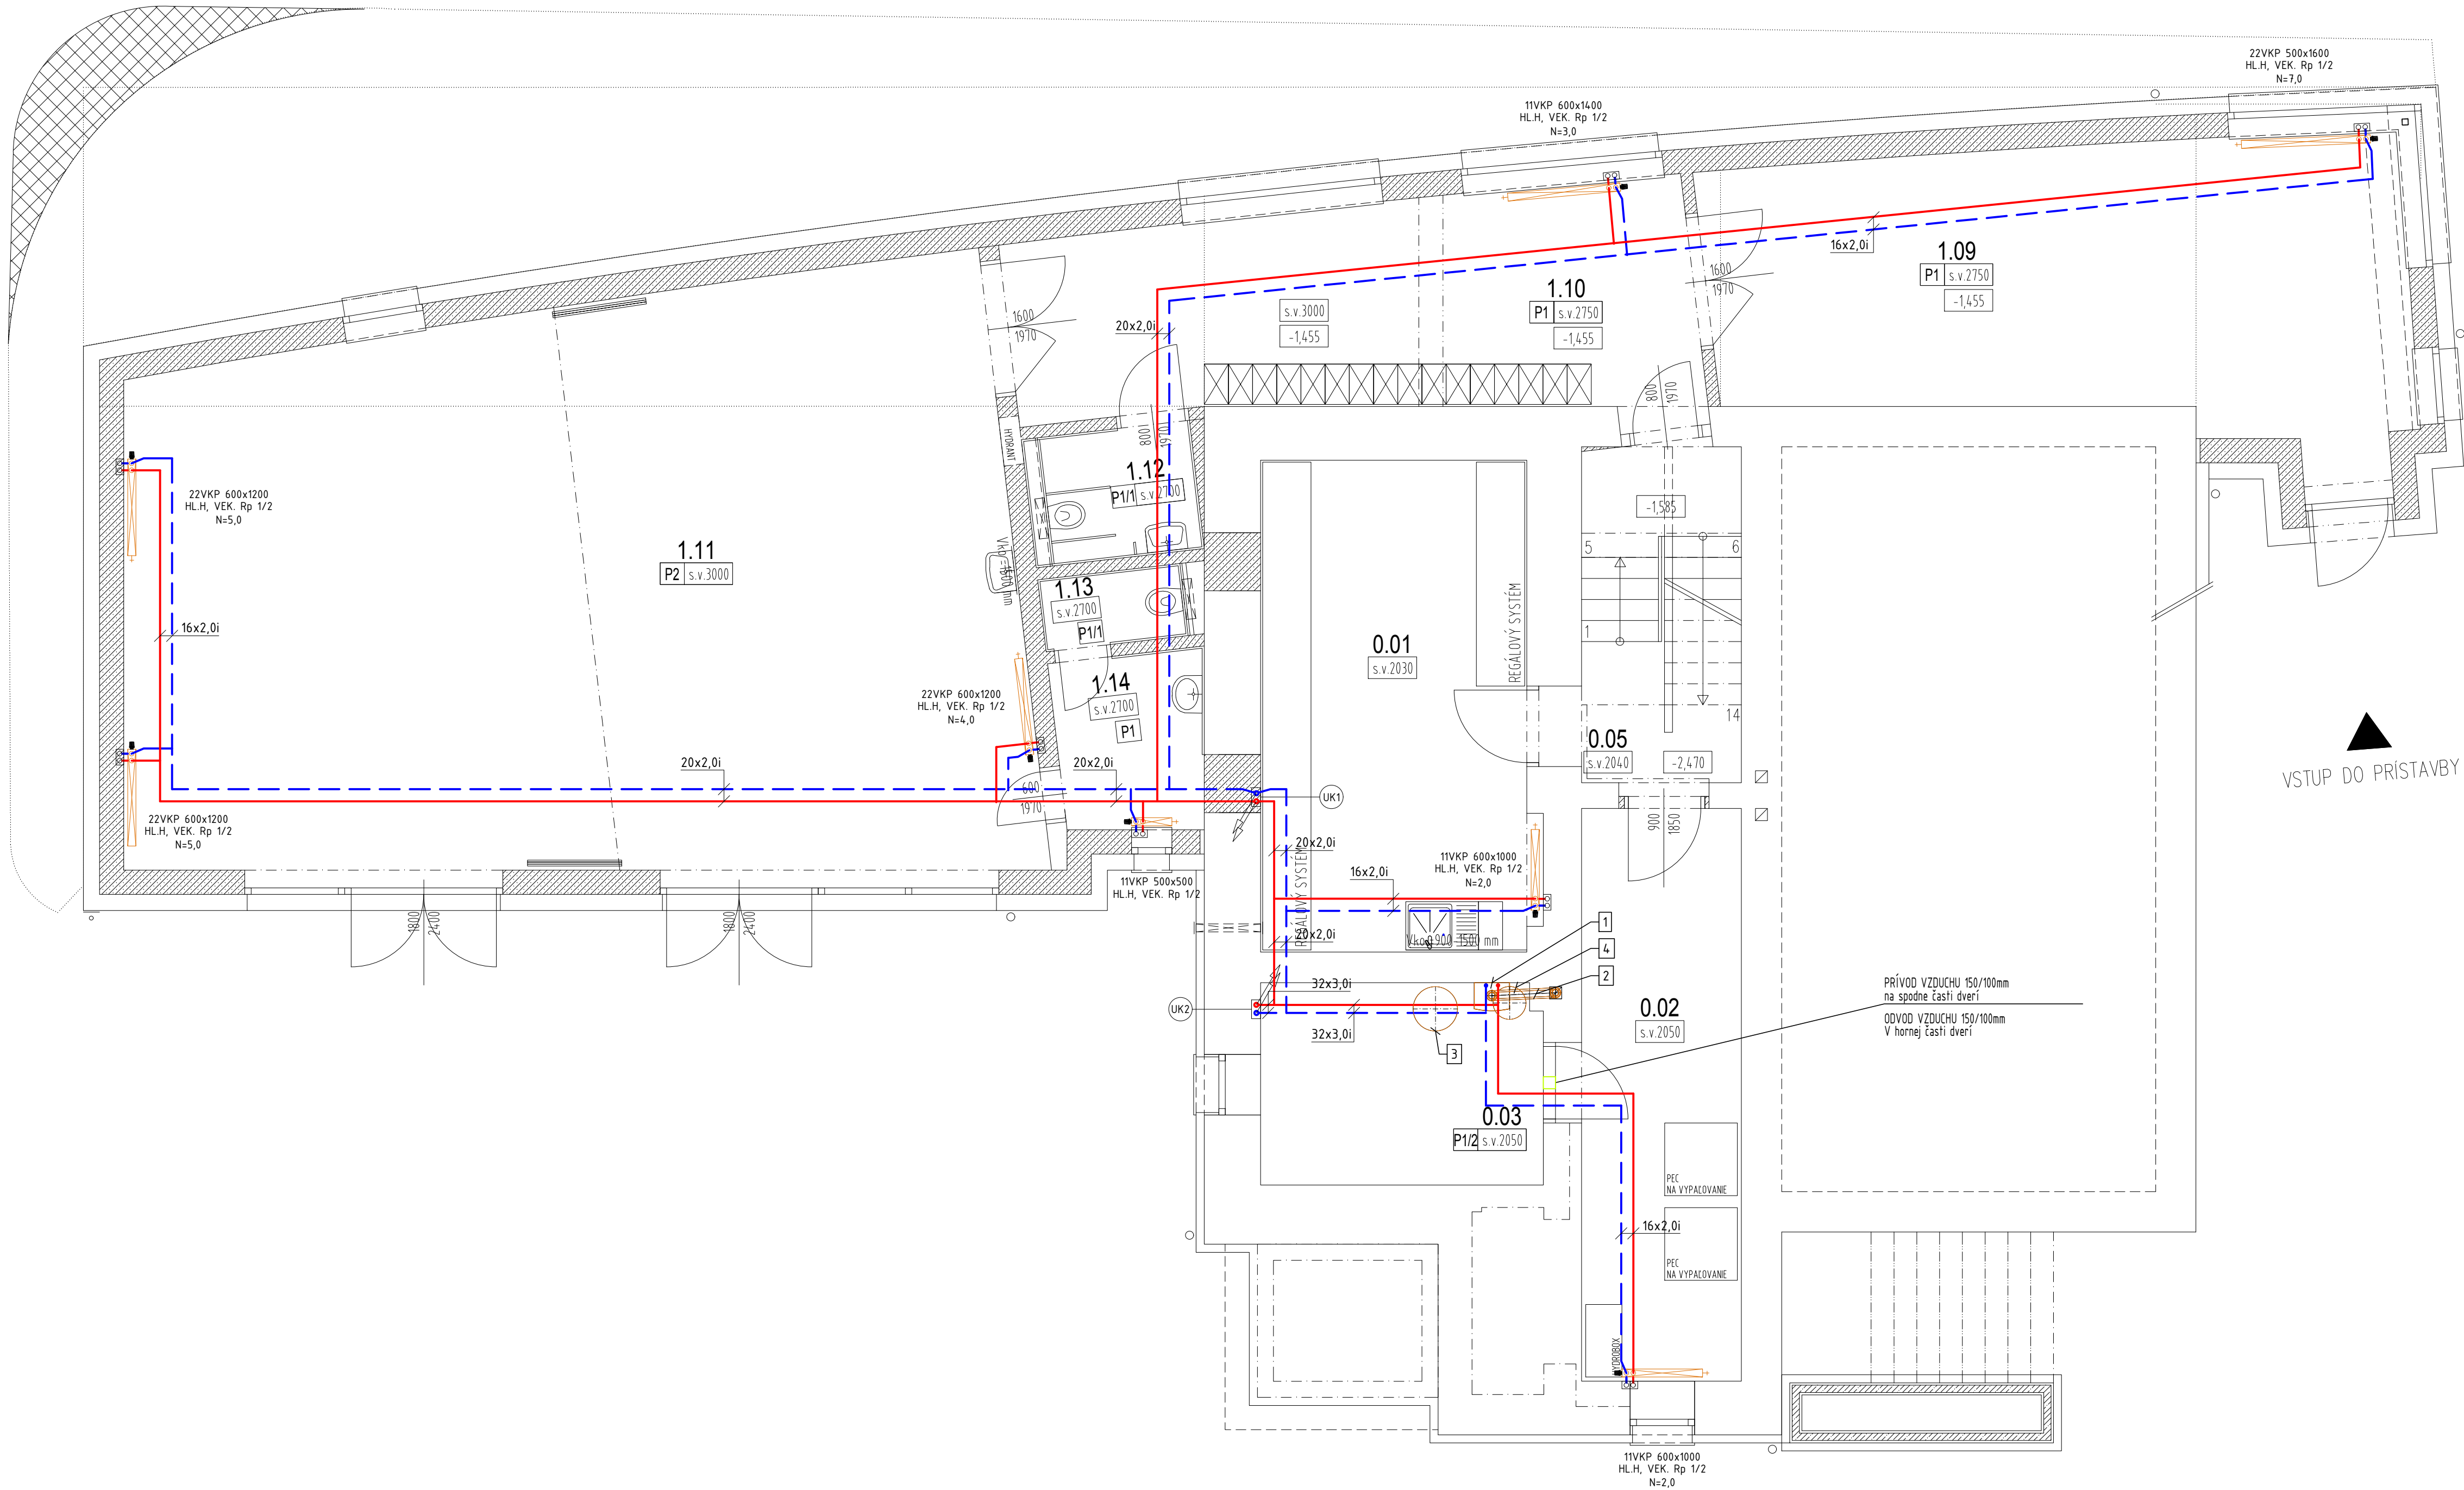 22VKP 500x1600
HL.H, VEK. Rp 1/2
N=7,0
11VKP 600x1400
HL.H, VEK. Rp 1/2
N=3,0
16x2,0i
1.09
P1 s.v.2750
-1,455
1600
1970
1.10
P1 s.v.2750
-1,455
s.v.3000
-1,455
20x2,0i
1600
1970
800
1970
HYDRANT
800
1970
1.12
P1/1 s.v.2700
22VKP 600x1200
HL.H, VEK. Rp 1/2
N=5,0
1.11
P2 s.v.3000
1.13
s.v.2700
P1/1
-1,585
5
6
1
14
REGÁLOVÝ SYSTÉM
0.01
s.v.2030
16x2,0i
1.14
s.v.2700
P1
22VKP 600x1200
HL.H, VEK. Rp 1/2
N=4,0
0.05
s.v.2040
-2,470
VSTUP DO PRÍSTAVBY
20x2,0i
20x2,0i
600
1970
UK1
22VKP 600x1200
HL.H, VEK. Rp 1/2
N=5,0
900
1850
20x2,0i
REGÁLOVÝ SYSTÉM
11VKP 600x1000
HL.H, VEK. Rp 1/2
N=2,0
16x2,0i
11VKP 500x500
HL.H, VEK. Rp 1/2
1800
2400
1800
2400
20x2,0i
1500 mm
1
4
2
32x3,0i
UK2
32x3,0i
3
0.02
s.v.2050
PRÍVOD VZDUCHU 150/100mm
na spodne časti dverí
ODVOD VZDUCHU 150/100mm
V hornej časti dverí
0.03
P1/2 s.v.2050
PEC
NA VYPAĽOVANIE
16x2,0i
PEC
NA VYPAĽOVANIE
HYDROBOX
11VKP 600x1000
HL.H, VEK. Rp 1/2
N=2,0